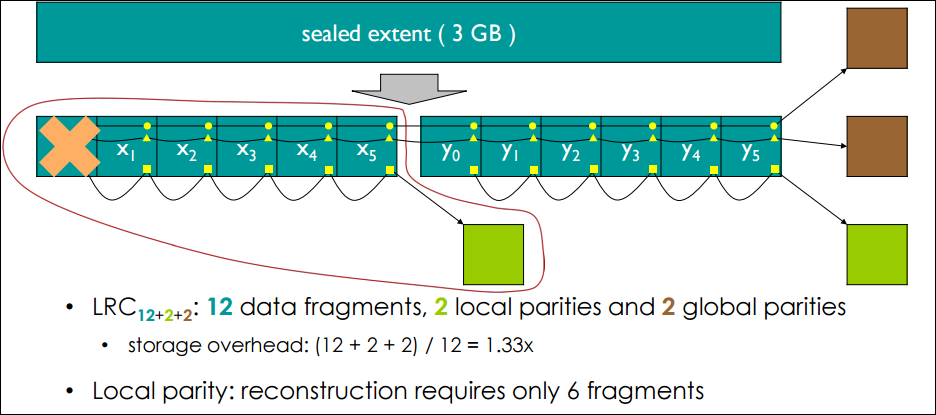 sealed extent ( 3 GB )
x1 x2 x3 x4 x5 y0 y1 y2 y3 y4 y5
• LRC12+2+2: 12 data fragments, 2 local parities and 2 global parities
• storage overhead: (12 + 2 + 2) / 12 = 1.33x
• Local parity: reconstruction requires only 6 fragments